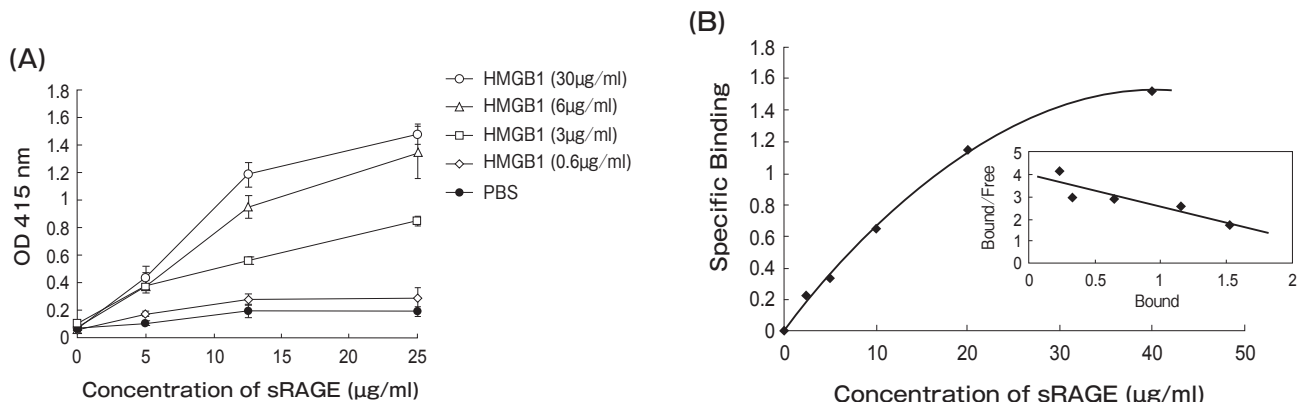 (A)
1.8
1.6
1.4
1.2
1
0.8
0.6
0.4
0.2
0
OD 415 nm
0 5 10 15 20 25
Concentration of sRAGE (μg/ml)
HMGB1 (30μg/ml)
HMGB1 (6μg/ml)
HMGB1 (3μg/ml)
HMGB1 (0.6μg/ml)
PBS
(B)
1.8
1.6
1.4
1.2
1
0.8
0.6
0.4
0.2
0
Specific Binding
0 10 20 30 40 50
Concentration of sRAGE (μg/ml)
5
4
3
2
1
0
Bound/Free
0 0.5 1 1.5 2
Bound